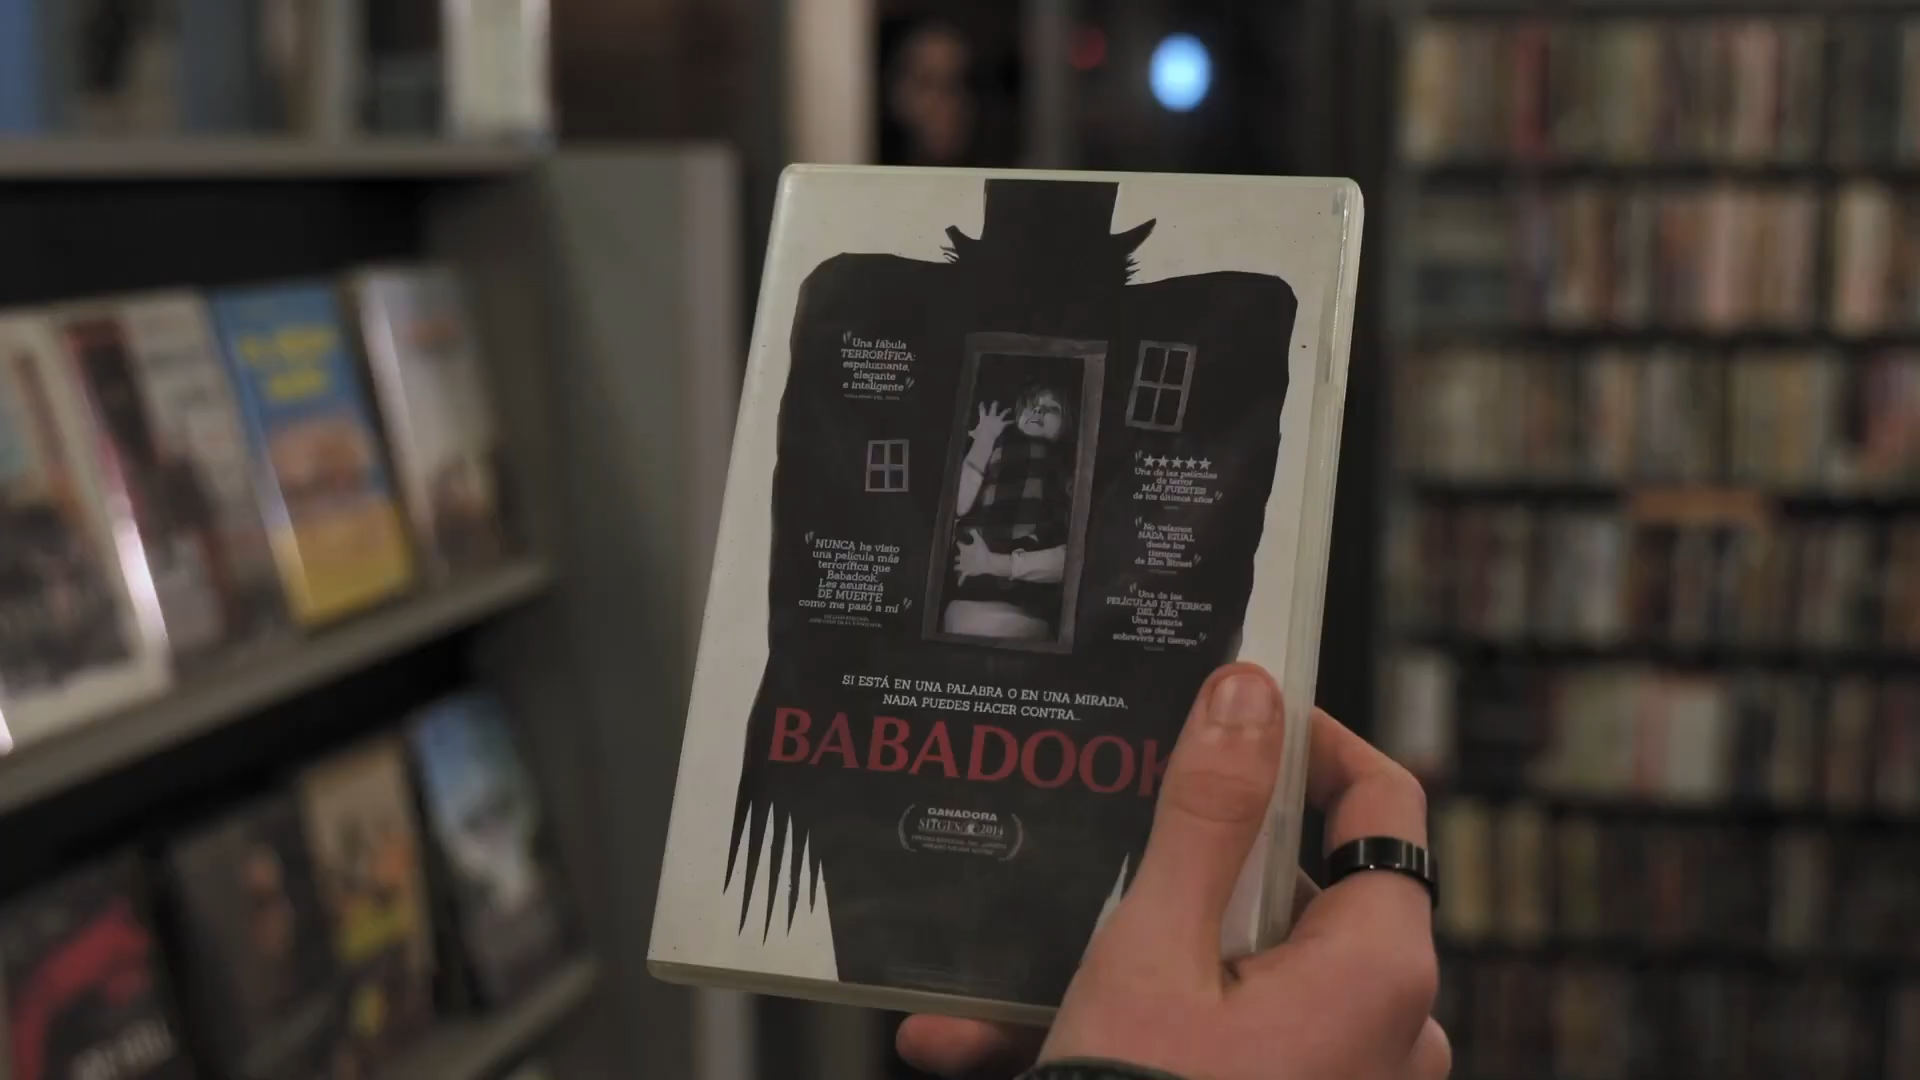 "Una fábula
TERRORÍFICA:
espeluznante,
elegante
e inteligente"
"★★★★★
Una de las películas
de terror
MÁS FUERTES
de los últimos años"
"NUNCA he visto
una película más
terrorífica que
Babadook.
Les asustará
DE MUERTE
como me pasó a mí"
"No veíamos
NADA IGUAL
desde los
tiempos
de Elm Street"
"Una de las
PELÍCULAS DE TERROR
DEL AÑO.
Una historia
que debe
sobrevivir al tiempo"
SI ESTÁ EN UNA PALABRA O EN UNA MIRADA,
NADA PUEDES HACER CONTRA...
BABADOOK
GANADORA
SITGES 2014